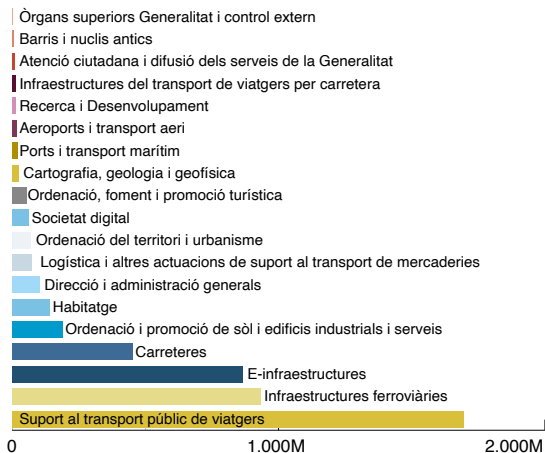 Òrgans superiors Generalitat i control extern
Barris i nuclis antics
Atenció ciutadana i difusió dels serveis de la Generalitat
Infraestructures del transport de viatgers per carretera
Recerca i Desenvolupament
Aeroports i transport aeri
Ports i transport marítim
Cartografia, geologia i geofísica
Ordenació, foment i promoció turística
Societat digital
Ordenació del territori i urbanisme
Logística i altres actuacions de suport al transport de mercaderies
Direcció i administració generals
Habitatge
Ordenació i promoció de sòl i edificis industrials i serveis
Carreteres
E-infraestructures
Infraestructures ferroviàries
Suport al transport públic de viatgers
0 1.000M 2.000M